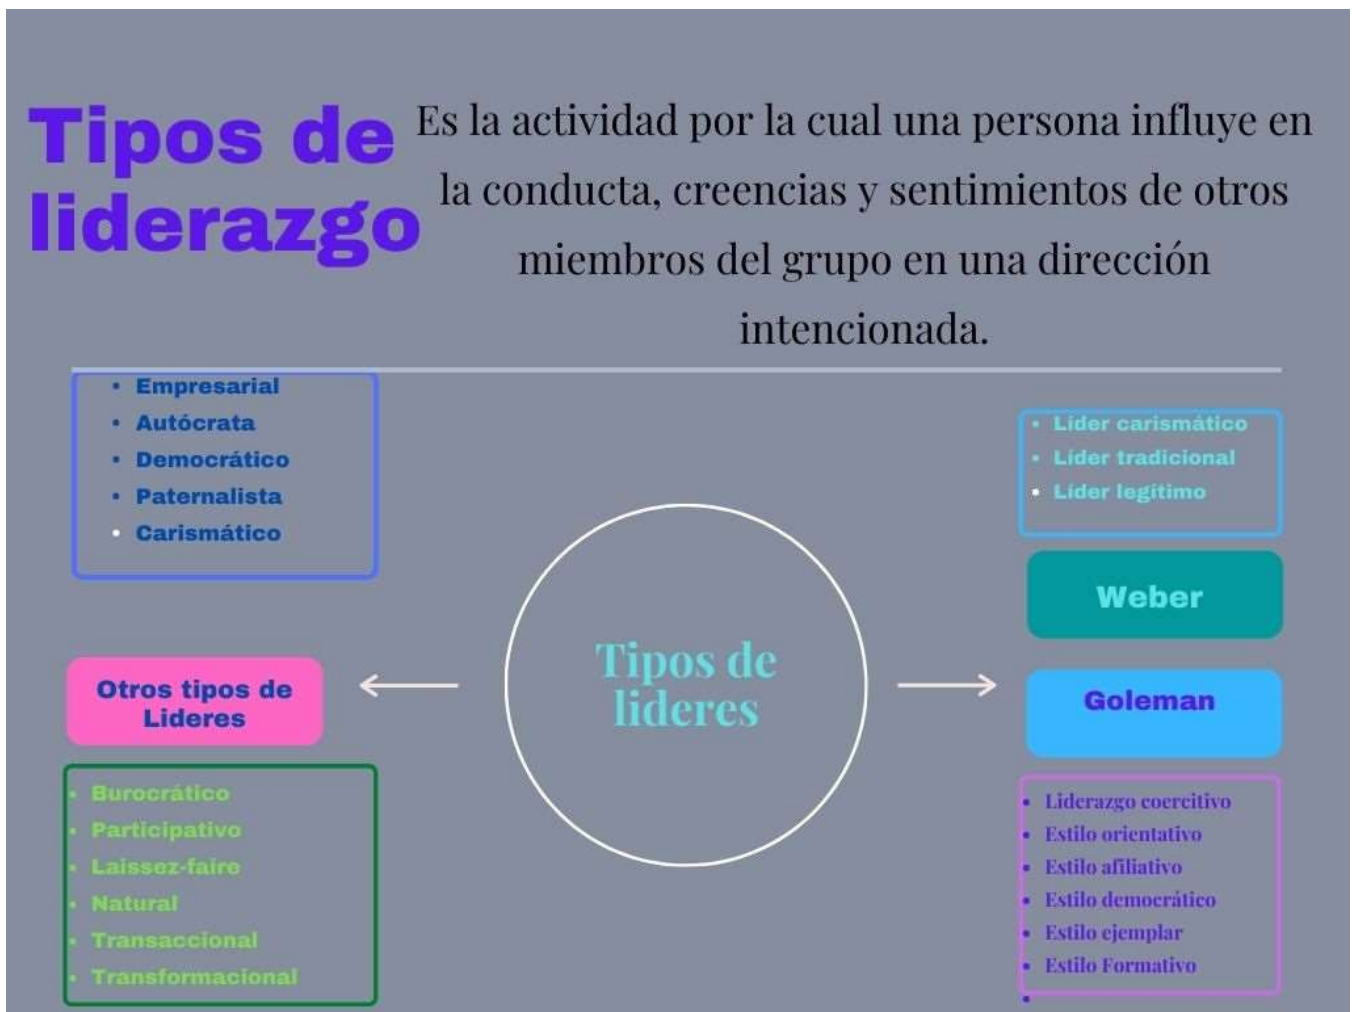 Tipos de
liderazgo
Es la actividad por la cual una persona influye en
la conducta, creencias y sentimientos de otros
miembros del grupo en una dirección
intencionada.
• Empresarial
• Autócrata
• Democrático
• Paternalista
• Carismático
Otros tipos de
Lideres
• Burocrático
• Participativo
• Laissez-faire
• Natural
• Transaccional
• Transformacional
Tipos de
lideres
• Líder carismático
• Líder tradicional
• Líder legítimo
Weber
Goleman
• Liderazgo coercitivo
• Estilo orientativo
• Estilo afiliativo
• Estilo democrático
• Estilo ejemplar
• Estilo Formativo
•